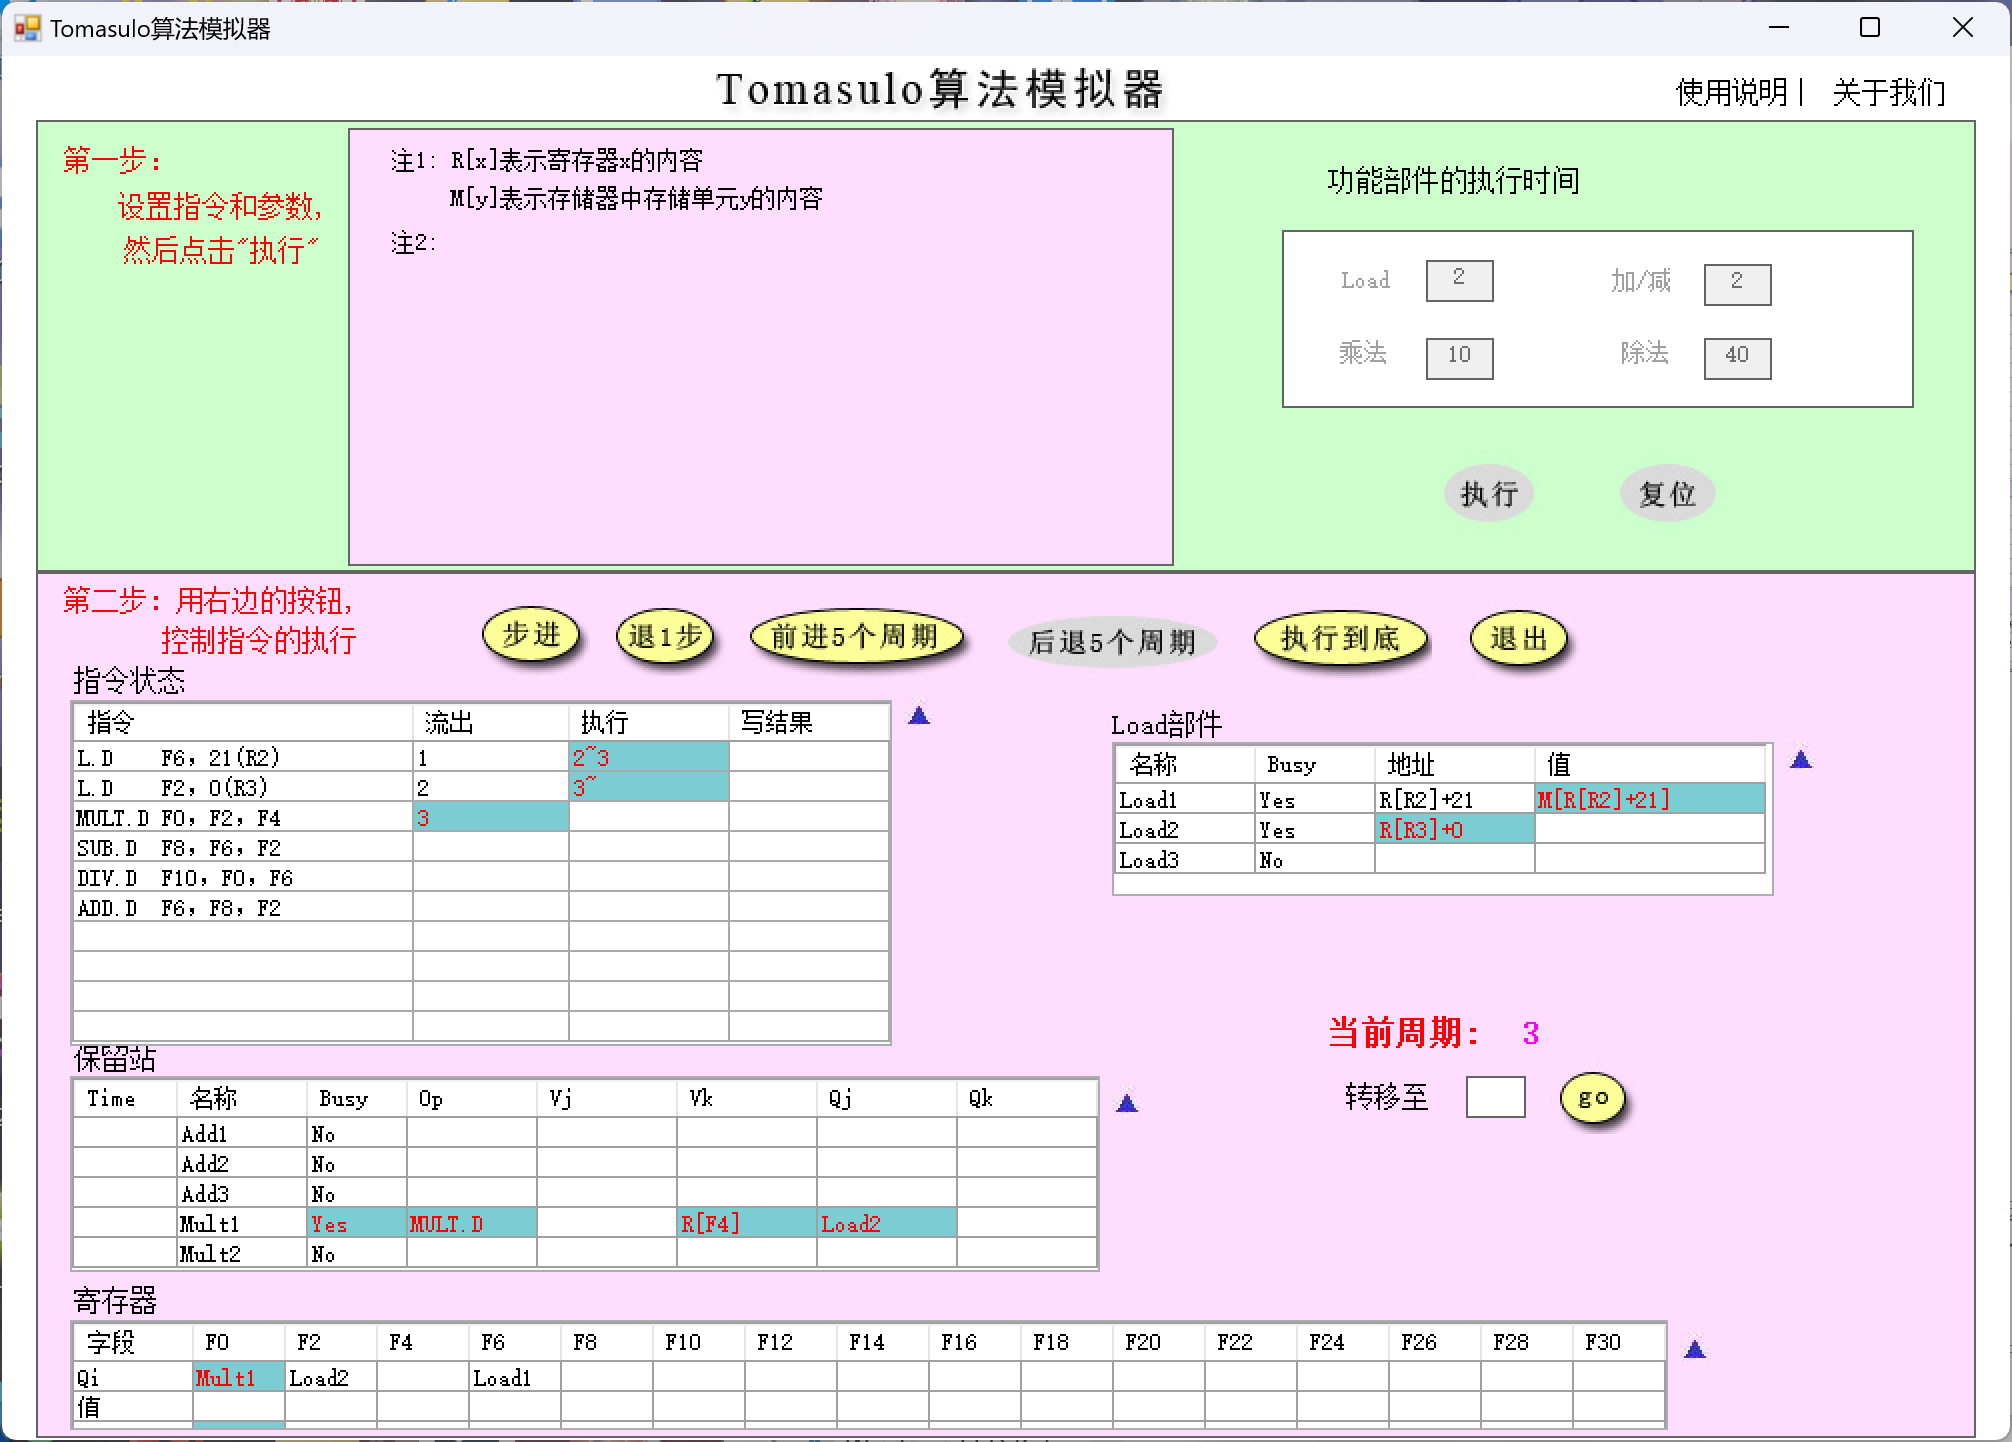 Tomasulo算法模拟器
Tomasulo算法模拟器
使用说明 | 关于我们
第一步：
设置指令和参数,
然后点击"执行"
注1: R[x]表示寄存器x的内容
M[y]表示存储器中存储单元y的内容
注2:
功能部件的执行时间
Load 2 加/减 2
乘法 10 除法 40
执行 复位
第二步：用右边的按钮,
控制指令的执行
步进 退1步 前进5个周期 后退5个周期 执行到底 退出
指令状态
指令 流出 执行 写结果
L.D F6, 21(R2) 1 2~3
L.D F2, 0(R3) 2 3~
MULT.D F0, F2, F4 3
SUB.D F8, F6, F2
DIV.D F10, F0, F6
ADD.D F6, F8, F2
Load部件
名称 Busy 地址 值
Load1 Yes R[R2]+21 M[R[R2]+21]
Load2 Yes R[R3]+0
Load3 No
当前周期： 3
转移至 go
保留站
Time 名称 Busy Op Vj Vk Qj Qk
Add1 No
Add2 No
Add3 No
Mult1 Yes MULT.D R[F4] Load2
Mult2 No
寄存器
字段 F0 F2 F4 F6 F8 F10 F12 F14 F16 F18 F20 F22 F24 F26 F28 F30
Qi Mult1 Load2 Load1
值